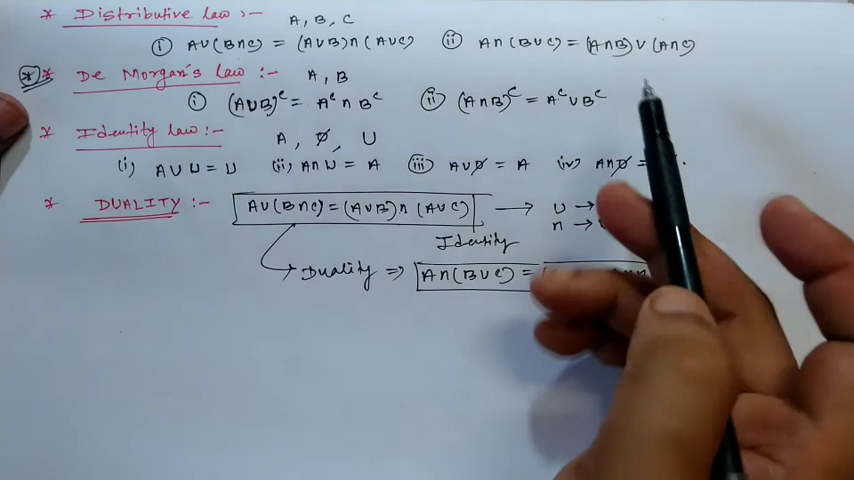 * Distributive law :- A, B, C
(i) A∪(B∩C) = (A∪B)∩(A∪C) (ii) A∩(B∪C) = (A∩B)∪(A∩C)
** De Morgan's Law :- A, B
(i) (A∪B)ᶜ = Aᶜ∩Bᶜ (ii) (A∩B)ᶜ = Aᶜ∪Bᶜ
* Identity law :- A, ∅, U
(i) A∪U = U (ii) A∩U = A (iii) A∪∅ = A (iv) A∩∅ =
* DUALITY :- A∪(B∩C)=(A∪B)∩(A∪C) → ∪ →
∩ →
Identity
Duality ⇒ A∩(B∪C) =